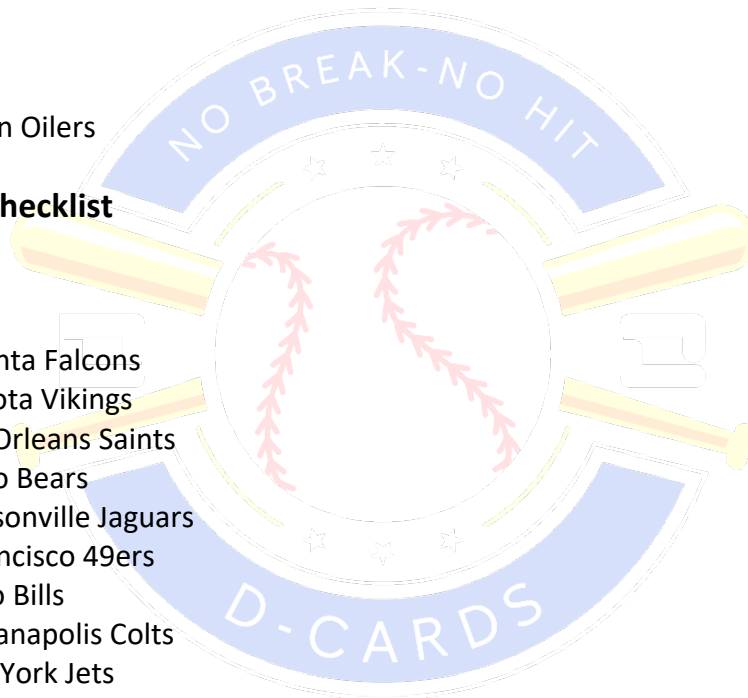 NO BREAK-NO HIT
n Oilers
hecklist
nta Falcons
ota Vikings
Orleans Saints
o Bears
sonville Jaguars
ncisco 49ers
o Bills
anapolis Colts
York Jets
D-CARDS